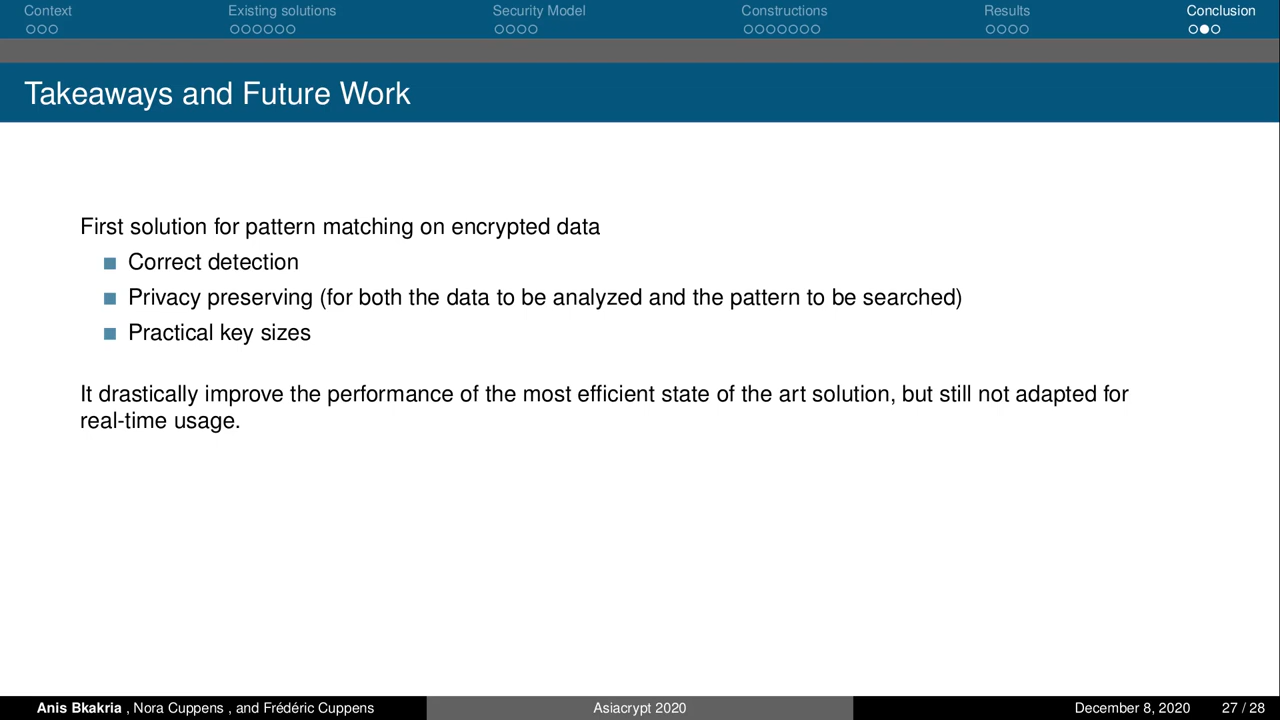 Context Existing solutions Security Model Constructions Results Conclusion
Takeaways and Future Work
First solution for pattern matching on encrypted data
Correct detection
Privacy preserving (for both the data to be analyzed and the pattern to be searched)
Practical key sizes
It drastically improve the performance of the most efficient state of the art solution, but still not adapted for
real-time usage.
Anis Bkakria , Nora Cuppens , and Frédéric Cuppens Asiacrypt 2020 December 8, 2020 27 / 28